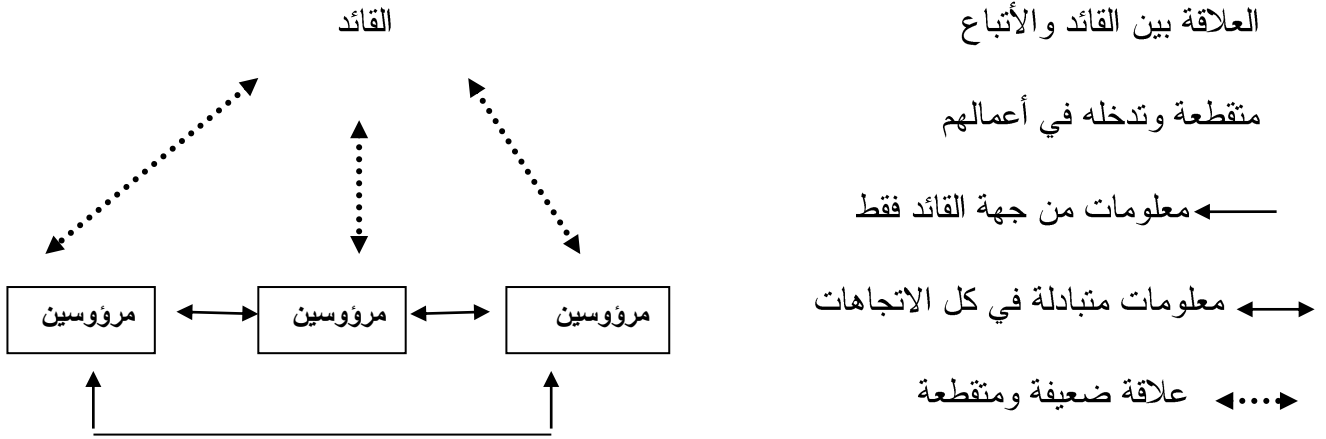 القائد
العلاقة بين القائد والأتباع
متقطعة وتدخله في أعمالهم
معلومات من جهة القائد فقط
معلومات متبادلة في كل الاتجاهات
علاقة ضعيفة ومتقطعة
مرؤوسين
مرؤوسين
مرؤوسين